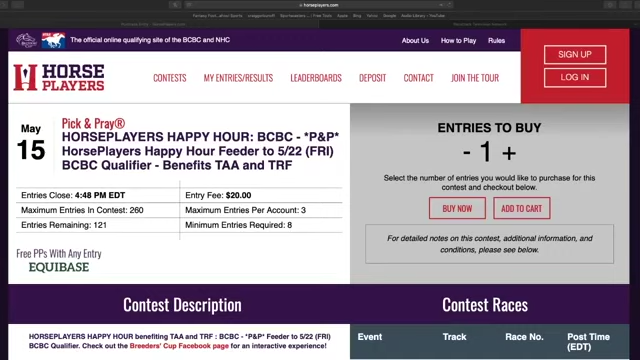 horseplayers.com
The official online qualifying site of the BCBC and NHC
About Us
How to Play
Rules
SIGN UP
LOG IN
HORSE
PLAYERS
CONTESTS
MY ENTRIES/RESULTS
LEADERBOARDS
DEPOSIT
CONTACT
JOIN THE TOUR
May
15
Pick & Pray®
HORSEPLAYERS HAPPY HOUR: BCBC - *P&P*
HorsePlayers Happy Hour Feeder to 5/22 (FRI)
BCBC Qualifier - Benefits TAA and TRF
Entries Close: 4:48 PM EDT
Entry Fee: $20.00
Maximum Entries In Contest: 260
Maximum Entries Per Account: 3
Entries Remaining: 121
Minimum Entries Required: 8
Free PPs With Any Entry
EQUIBASE
ENTRIES TO BUY
- 1 +
Select the number of entries you would like to purchase for this
contest and checkout below.
BUY NOW
ADD TO CART
For detailed notes on this contest, additional information, and
conditions, please see below.
Contest Description
HORSEPLAYERS HAPPY HOUR benefiting TAA and TRF : BCBC - *P&P* Feeder to 5/22 (FRI)
BCBC Qualifier. Check out the Breeders' Cup Facebook page for an interactive experience!
Contest Races
Event
Track
Race No.
Post Time
(EDT)